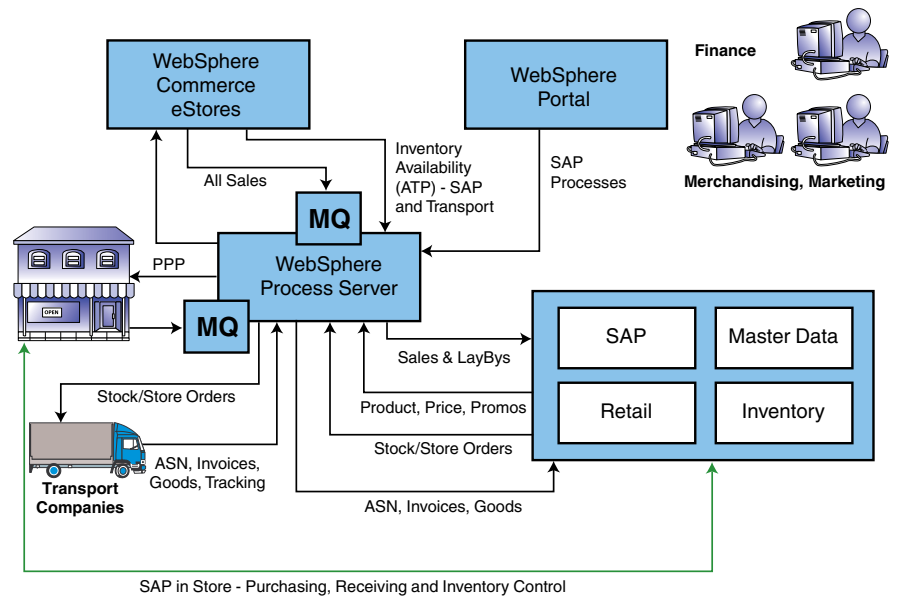 WebSphere
Commerce
eStores
WebSphere
Portal
Finance
Merchandising, Marketing
All Sales
Inventory
Availability
(ATP) - SAP
and Transport
SAP
Processes
MQ
WebSphere
Process Server
PPP
OPEN
MQ
SAP
Master Data
Retail
Inventory
Sales & LayBys
Product, Price, Promos
Stock/Store Orders
Stock/Store Orders
ASN, Invoices,
Goods, Tracking
Transport
Companies
ASN, Invoices, Goods
SAP in Store - Purchasing, Receiving and Inventory Control